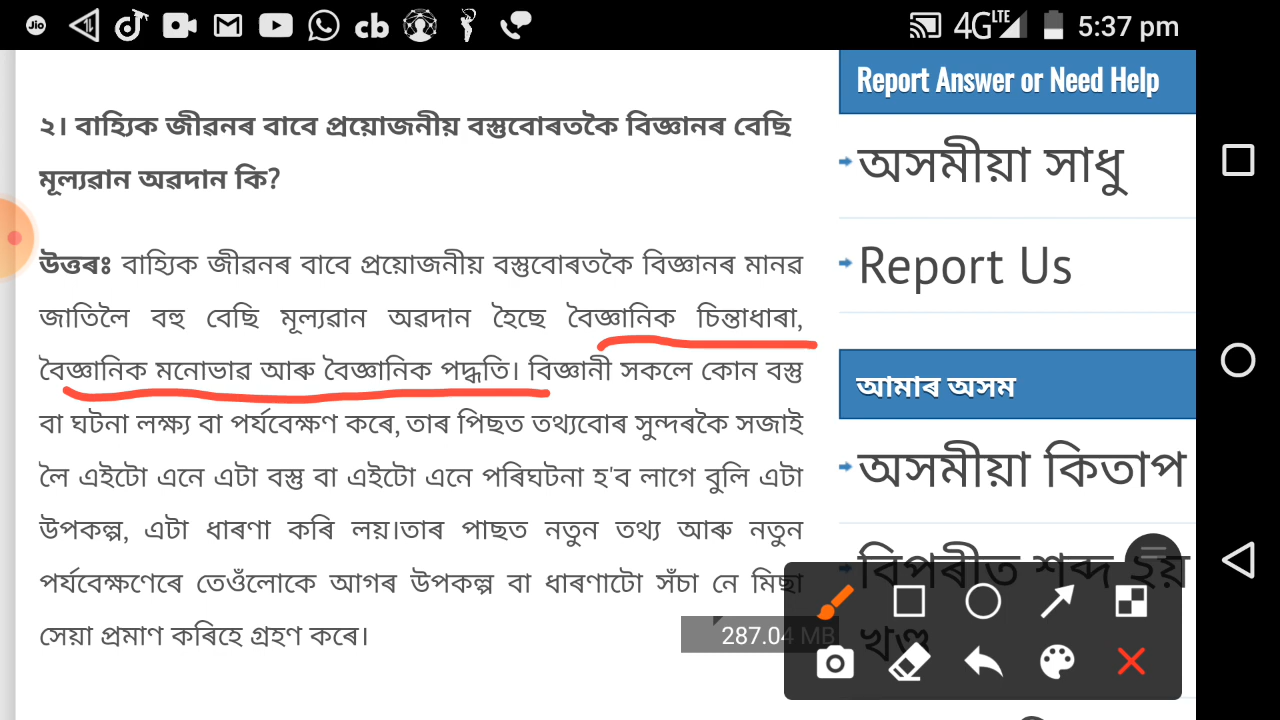 Jio
cb
4G LTE
5:37 pm
২। বাহ্যিক জীৱনৰ বাবে প্ৰয়োজনীয় বস্তুবোৰতকৈ বিজ্ঞানৰ বেছি
মূল্যৱান অৱদান কি?
উত্তৰঃ বাহ্যিক জীৱনৰ বাবে প্ৰয়োজনীয় বস্তুবোৰতকৈ বিজ্ঞানৰ মানৱ
জাতিলৈ বহু বেছি মূল্যৱান অৱদান হৈছে বৈজ্ঞানিক চিন্তাধাৰা,
বৈজ্ঞানিক মনোভাৱ আৰু বৈজ্ঞানিক পদ্ধতি। বিজ্ঞানী সকলে কোন বস্তু
বা ঘটনা লক্ষ্য বা পৰ্যবেক্ষণ কৰে, তাৰ পিছত তথ্যবোৰ সুন্দৰকৈ সজাই
লৈ এইটো এনে এটা বস্তু বা এইটো এনে পৰিঘটনা হ'ব লাগে বুলি এটা
উপকল্প, এটা ধাৰণা কৰি লয়।তাৰ পাছত নতুন তথ্য আৰু নতুন
পৰ্যবেক্ষণেৰে তেওঁলোকে আগৰ উপকল্প বা ধাৰণাটো সঁচা নে মিছা
সেয়া প্ৰমাণ কৰিহে গ্ৰহণ কৰে।
287.04 MB
Report Answer or Need Help
অসমীয়া সাধু
Report Us
আমাৰ অসম
অসমীয়া কিতাপ
বিপৰীত শব্দ ২য়
খণ্ড